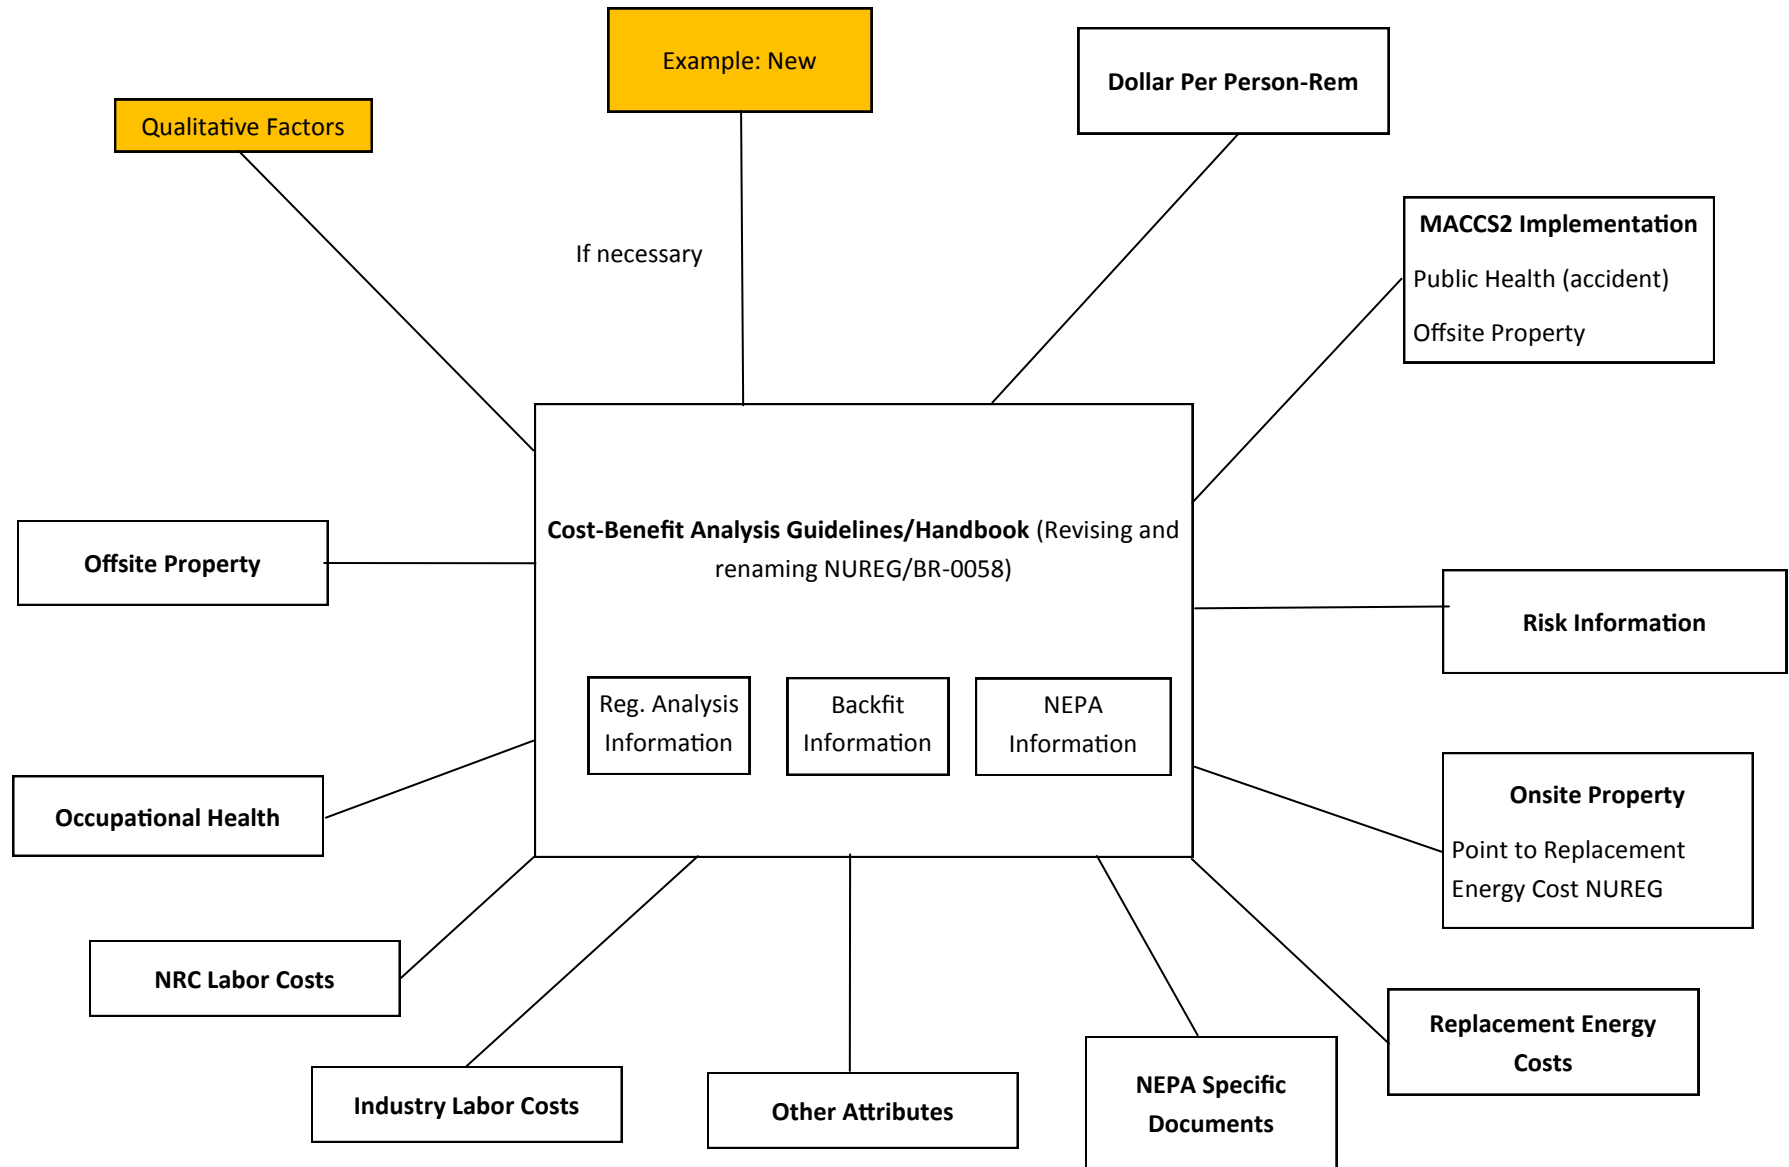 Example: New
Dollar Per Person-Rem
Qualitative Factors
MACCS2 Implementation
Public Health (accident)
Offsite Property
If necessary
Cost-Benefit Analysis Guidelines/Handbook (Revising and
renaming NUREG/BR-0058)
Offsite Property
Risk Information
Reg. Analysis
Information
Backfit
Information
NEPA
Information
Occupational Health
Onsite Property
Point to Replacement
Energy Cost NUREG
NRC Labor Costs
Replacement Energy
Costs
Industry Labor Costs
Other Attributes
NEPA Specific
Documents